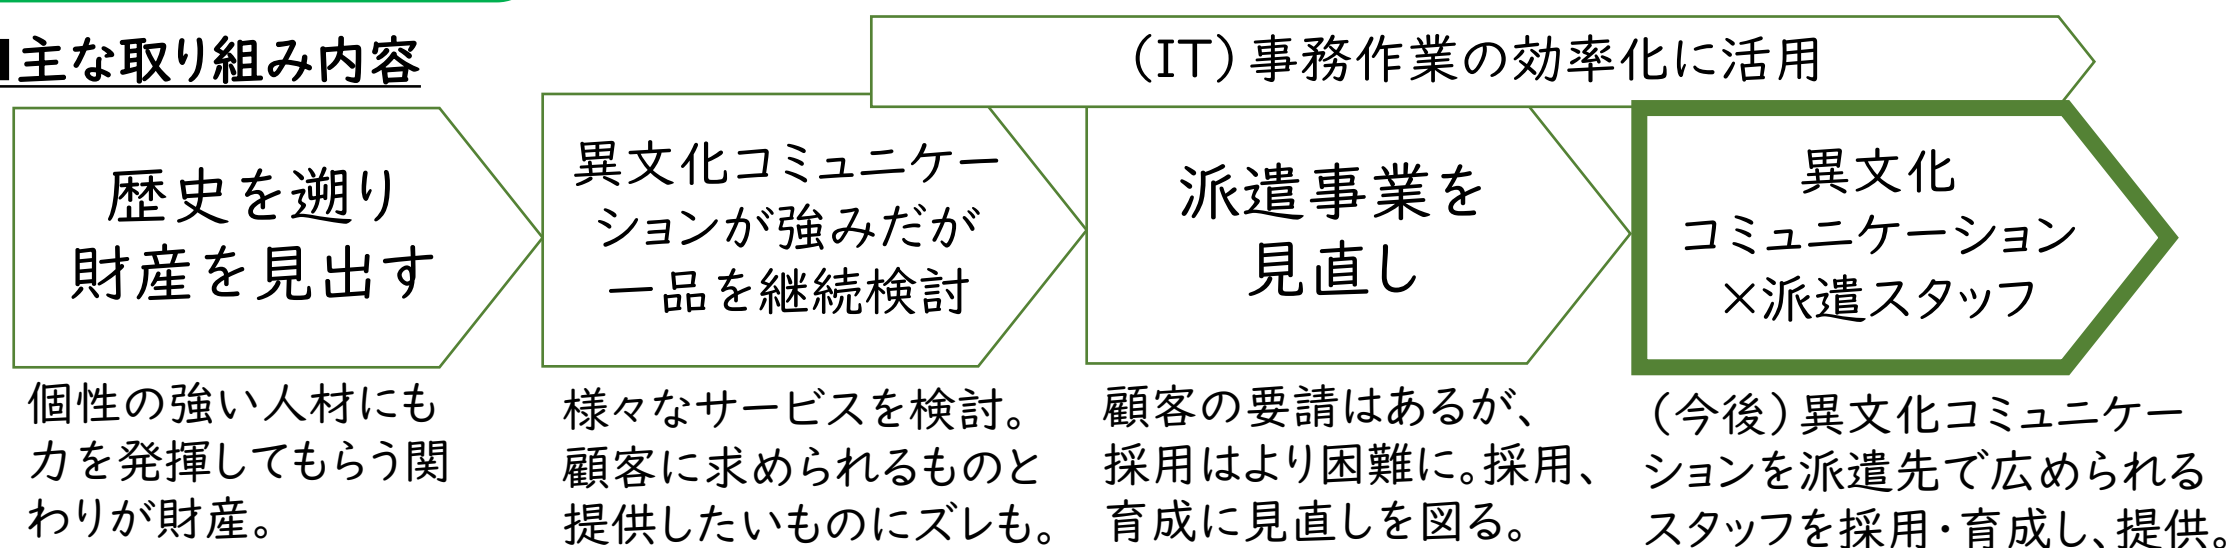 ■主な取り組み内容
(IT)事務作業の効率化に活用
歴史を遡り
財産を見出す
異文化コミュニケー
ションが強みだが
一品を継続検討
派遣事業を
見直し
異文化
コミュニケーション
×派遣スタッフ
個性の強い人材にも
力を発揮してもらう関
わりが財産。
様々なサービスを検討。
顧客に求められるものと
提供したいものにズレも。
顧客の要請はあるが、
採用はより困難に。採用、
育成に見直しを図る。
(今後)異文化コミュニケー
ションを派遣先で広められる
スタッフを採用・育成し、提供。